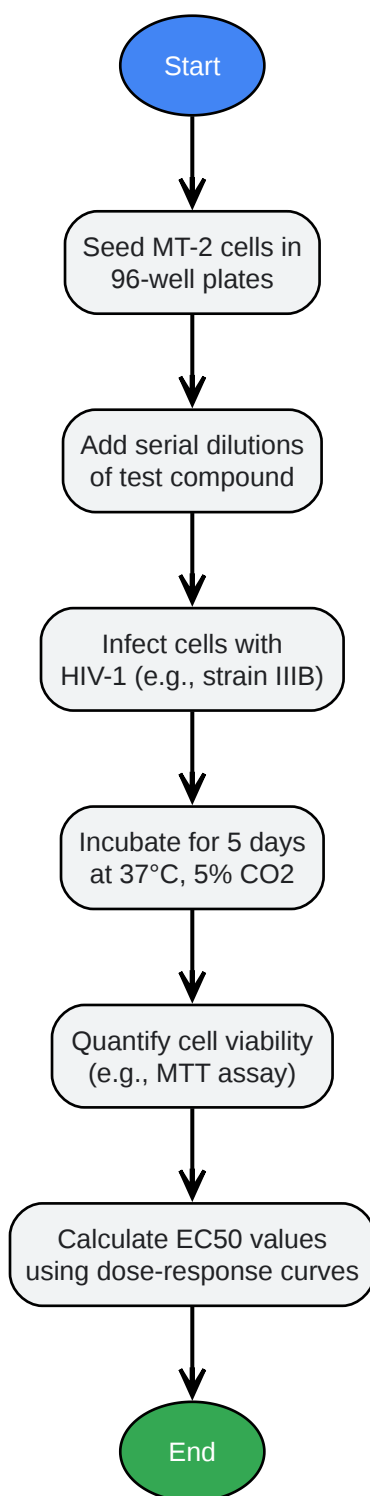 Start
Seed MT-2 cells in
96-well plates
Add serial dilutions
of test compound
Infect cells with
HIV-1 (e.g., strain IIIB)
Incubate for 5 days
at 37°C, 5% CO2
Quantify cell viability
(e.g., MTT assay)
Calculate EC50 values
using dose-response curves
End